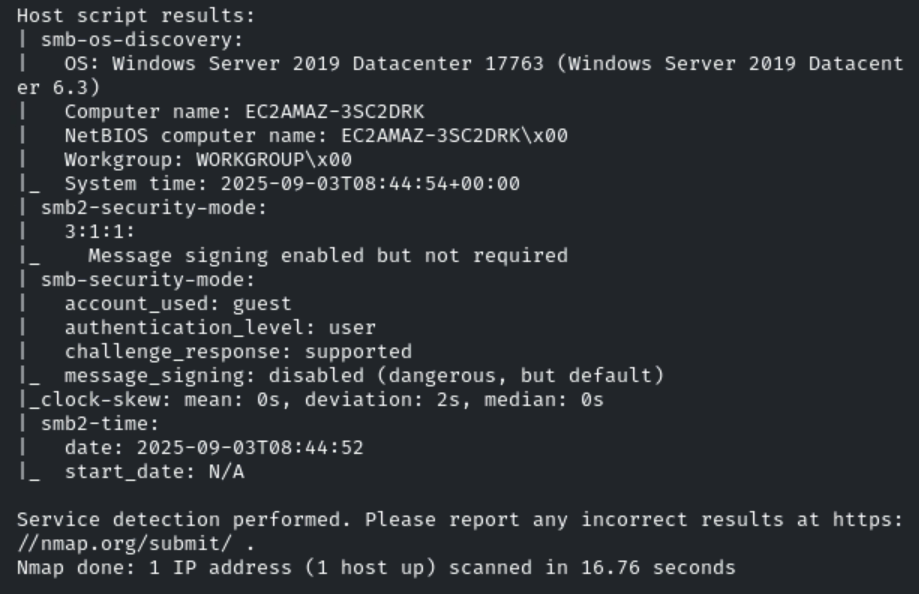 Host script results:
| smb-os-discovery:
|   OS: Windows Server 2019 Datacenter 17763 (Windows Server 2019 Datacent
er 6.3)
|   Computer name: EC2AMAZ-3SC2DRK
|   NetBIOS computer name: EC2AMAZ-3SC2DRK\x00
|   Workgroup: WORKGROUP\x00
|_  System time: 2025-09-03T08:44:54+00:00
| smb2-security-mode:
|   3:1:1:
|_    Message signing enabled but not required
| smb-security-mode:
|   account_used: guest
|   authentication_level: user
|   challenge_response: supported
|_  message_signing: disabled (dangerous, but default)
|_clock-skew: mean: 0s, deviation: 2s, median: 0s
| smb2-time:
|   date: 2025-09-03T08:44:52
|_  start_date: N/A
Service detection performed. Please report any incorrect results at https:
//nmap.org/submit/ .
Nmap done: 1 IP address (1 host up) scanned in 16.76 seconds